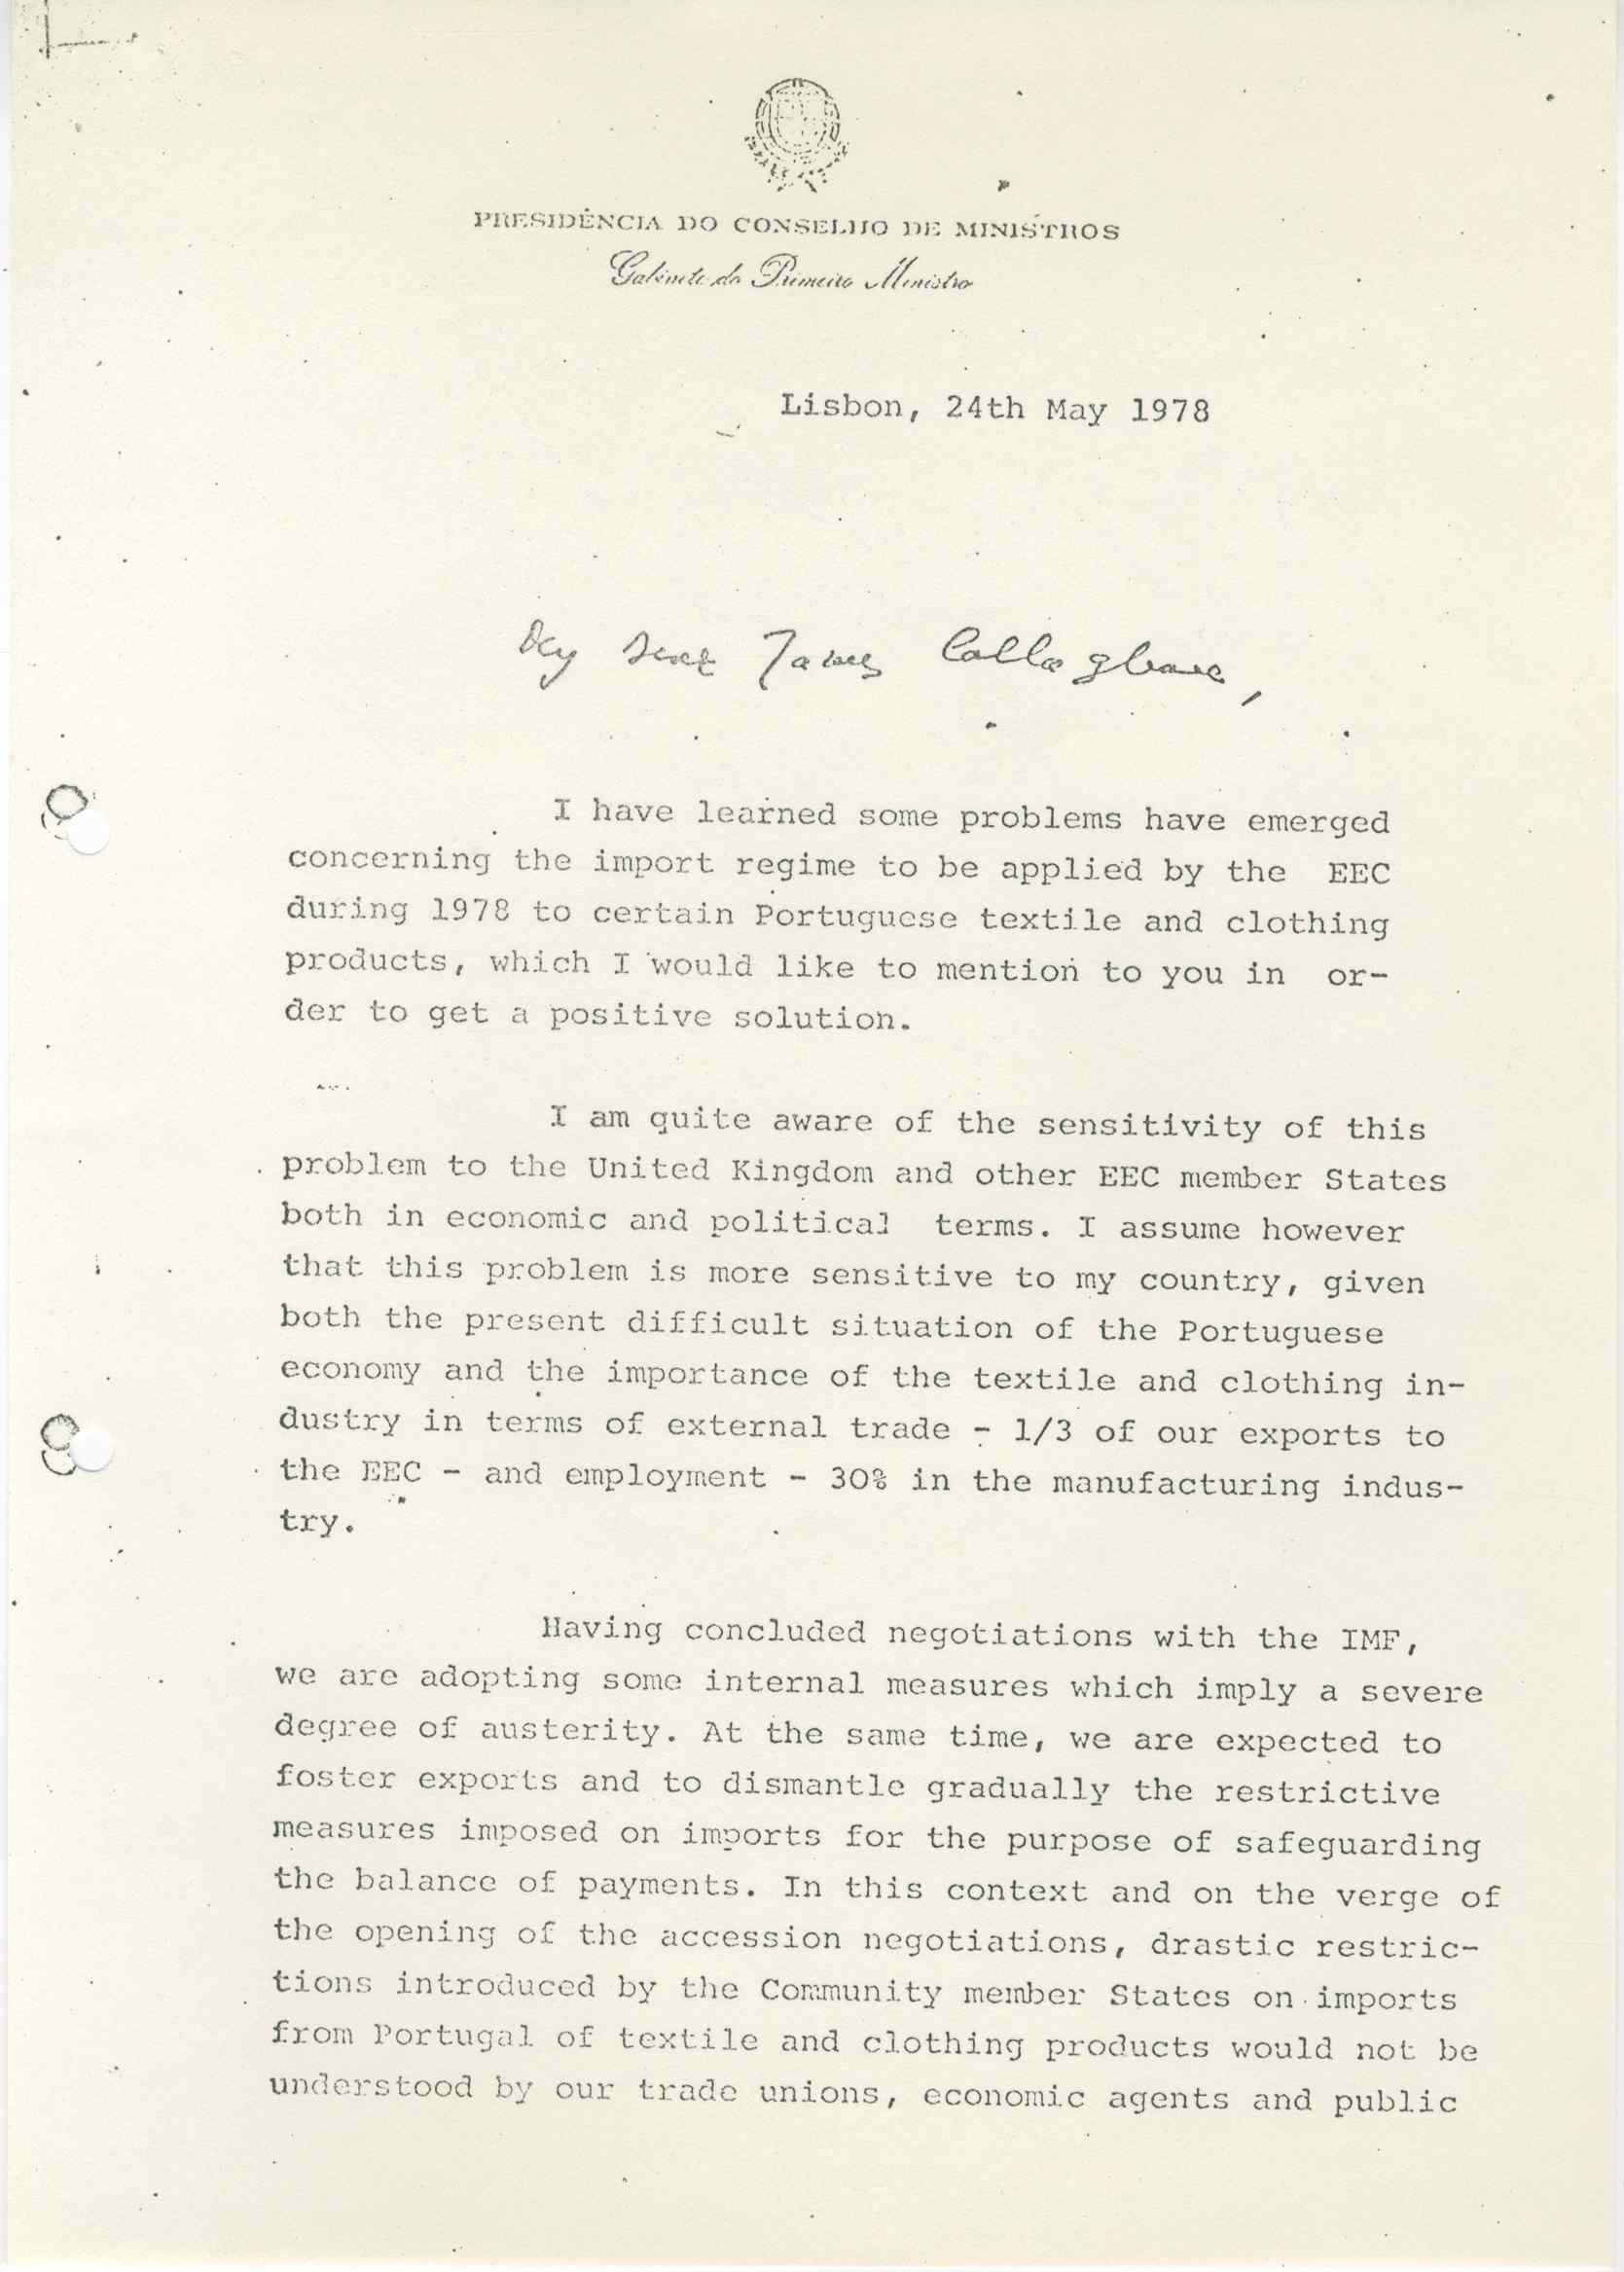 PRESIDÊNCIA DO CONSELHO DE MINISTROS
Gabinete do Primeiro Ministro
Lisbon, 24th May 1978
My dear James Callaghan,
I have learned some problems have emerged
concerning the import regime to be applied by the EEC
during 1978 to certain Portuguese textile and clothing
products, which I would like to mention to you in or-
der to get a positive solution.
I am quite aware of the sensitivity of this
problem to the United Kingdom and other EEC member States
both in economic and political terms. I assume however
that this problem is more sensitive to my country, given
both the present difficult situation of the Portuguese
economy and the importance of the textile and clothing in-
dustry in terms of external trade - 1/3 of our exports to
the EEC - and employment - 30% in the manufacturing indus-
try.
Having concluded negotiations with the IMF,
we are adopting some internal measures which imply a severe
degree of austerity. At the same time, we are expected to
foster exports and to dismantle gradually the restrictive
measures imposed on imports for the purpose of safeguarding
the balance of payments. In this context and on the verge of
the opening of the accession negotiations, drastic restric-
tions introduced by the Community member States on imports
from Portugal of textile and clothing products would not be
understood by our trade unions, economic agents and public